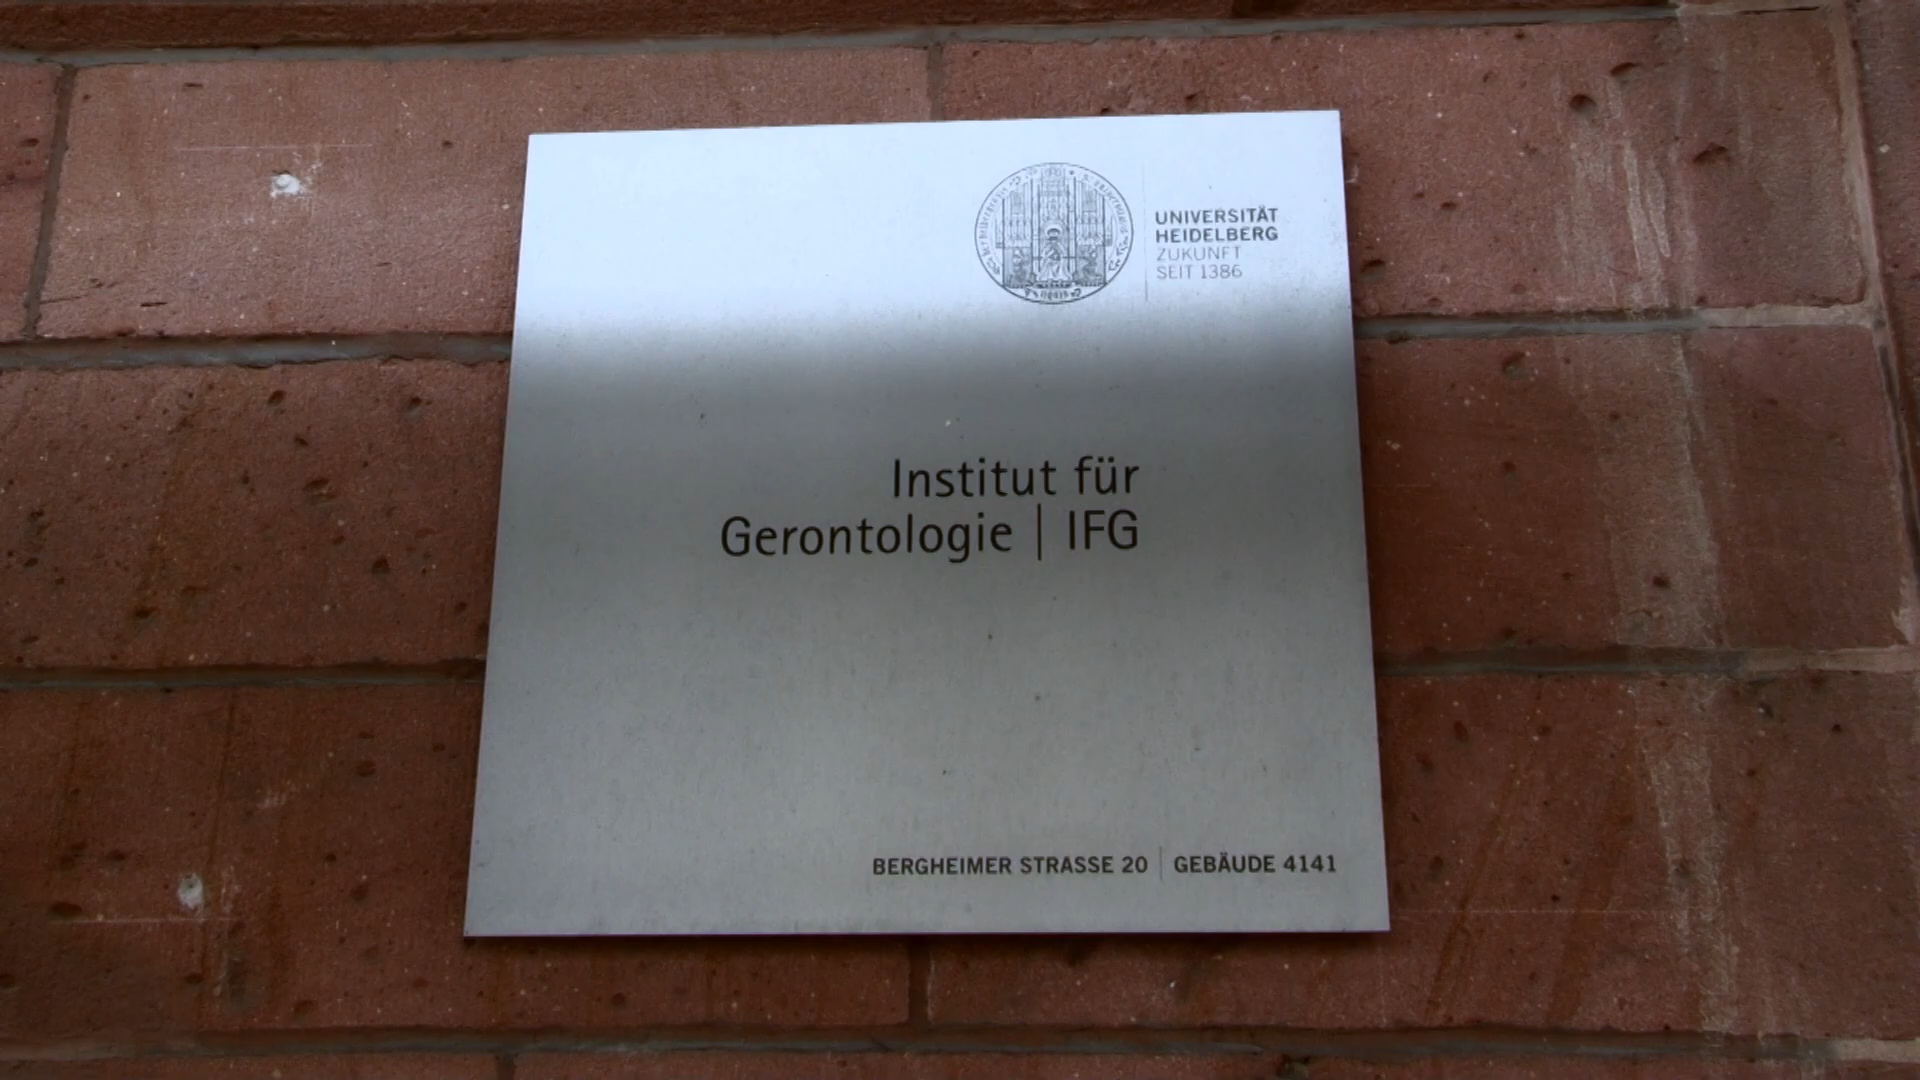 UNIVERSITÄT
HEIDELBERG
ZUKUNFT
SEIT 1386
Institut für
Gerontologie | IFG
BERGHEIMER STRASSE 20 | GEBÄUDE 4141